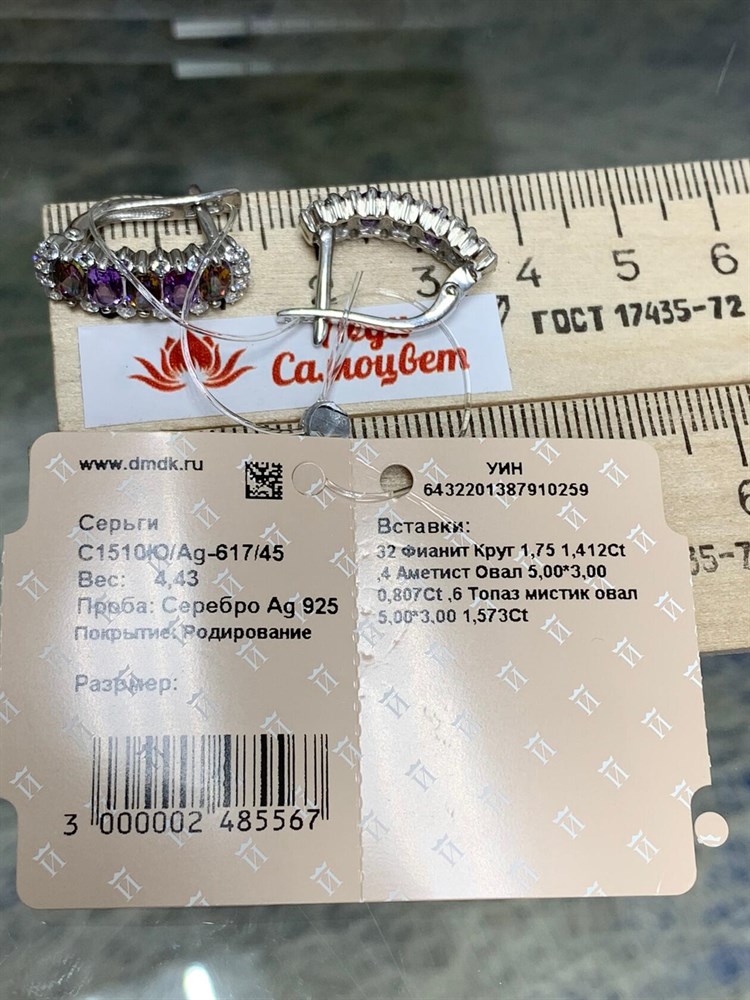 3 4 5 6
ГОСТ 17435-72
Леди
Самоцвет
www.dmdk.ru
Серьги
С1510Ю/Ag-617/45
Вес: 4,43
Проба: Серебро Ag 925
Покрытие: Родирование
Размер:
3 000002 485567
УИН
6432201387910259
Вставки:
32 Фианит Круг 1,75 1,412Ct
,4 Аметист Овал 5,00*3,00
0,807Ct ,6 Топаз мистик овал
5,00*3,00 1,573Ct